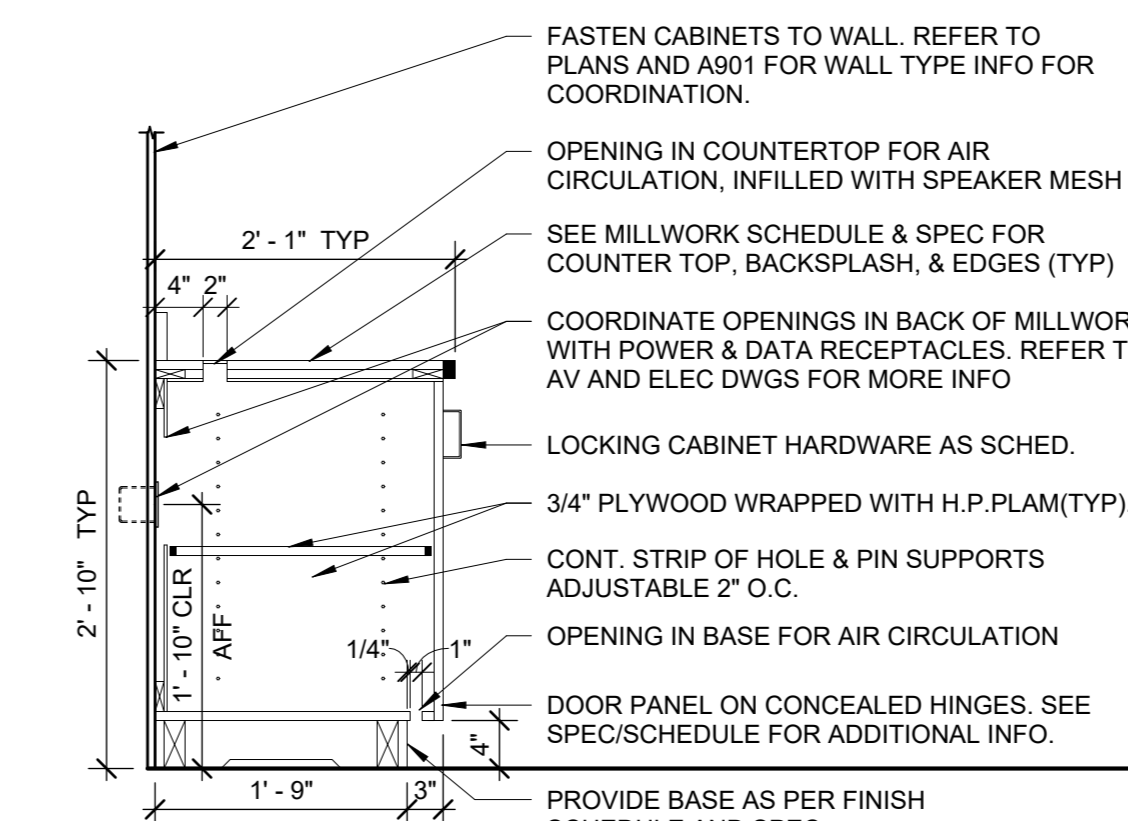 FASTEN CABINETS TO WALL. REFER TO
PLANS AND A901 FOR WALL TYPE INFO FOR
COORDINATION.
OPENING IN COUNTERTOP FOR AIR
CIRCULATION, INFILLED WITH SPEAKER MESH
2' - 1" TYP
SEE MILLWORK SCHEDULE & SPEC FOR
COUNTER TOP, BACKSPLASH, & EDGES (TYP)
4" 2"
COORDINATE OPENINGS IN BACK OF MILLWOR
WITH POWER & DATA RECEPTACLES. REFER T
AV AND ELEC DWGS FOR MORE INFO
LOCKING CABINET HARDWARE AS SCHED.
2' - 10" TYP
3/4" PLYWOOD WRAPPED WITH H.P.PLAM(TYP).
CONT. STRIP OF HOLE & PIN SUPPORTS
ADJUSTABLE 2" O.C.
1' - 10" CLR
AFF
1/4" 1"
OPENING IN BASE FOR AIR CIRCULATION
DOOR PANEL ON CONCEALED HINGES. SEE
SPEC/SCHEDULE FOR ADDITIONAL INFO.
4"
1' - 9" 3"
PROVIDE BASE AS PER FINISH